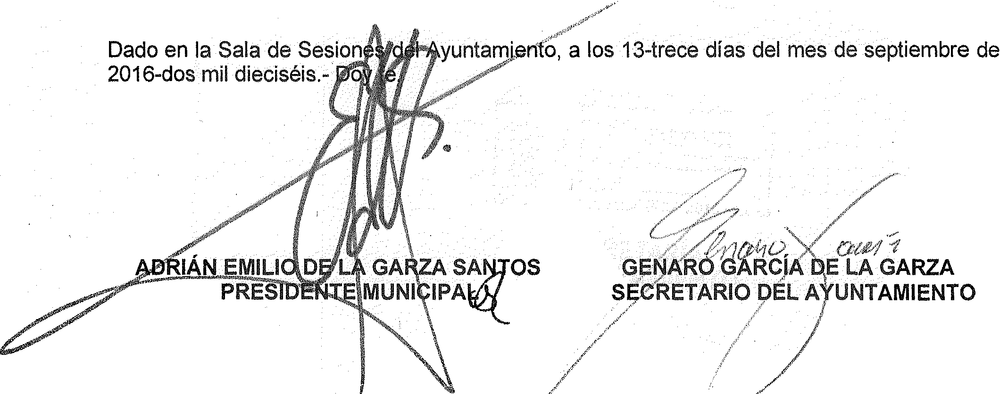 Dado en la Sala de Sesiones del Ayuntamiento, a los 13-trece días del mes de septiembre de
2016-dos mil dieciséis.- Doy fe.
Genaro
ADRIÁN EMILIO DE LA GARZA SANTOS
PRESIDENTE MUNICIPAL
GENARO GARCÍA DE LA GARZA
SECRETARIO DEL AYUNTAMIENTO